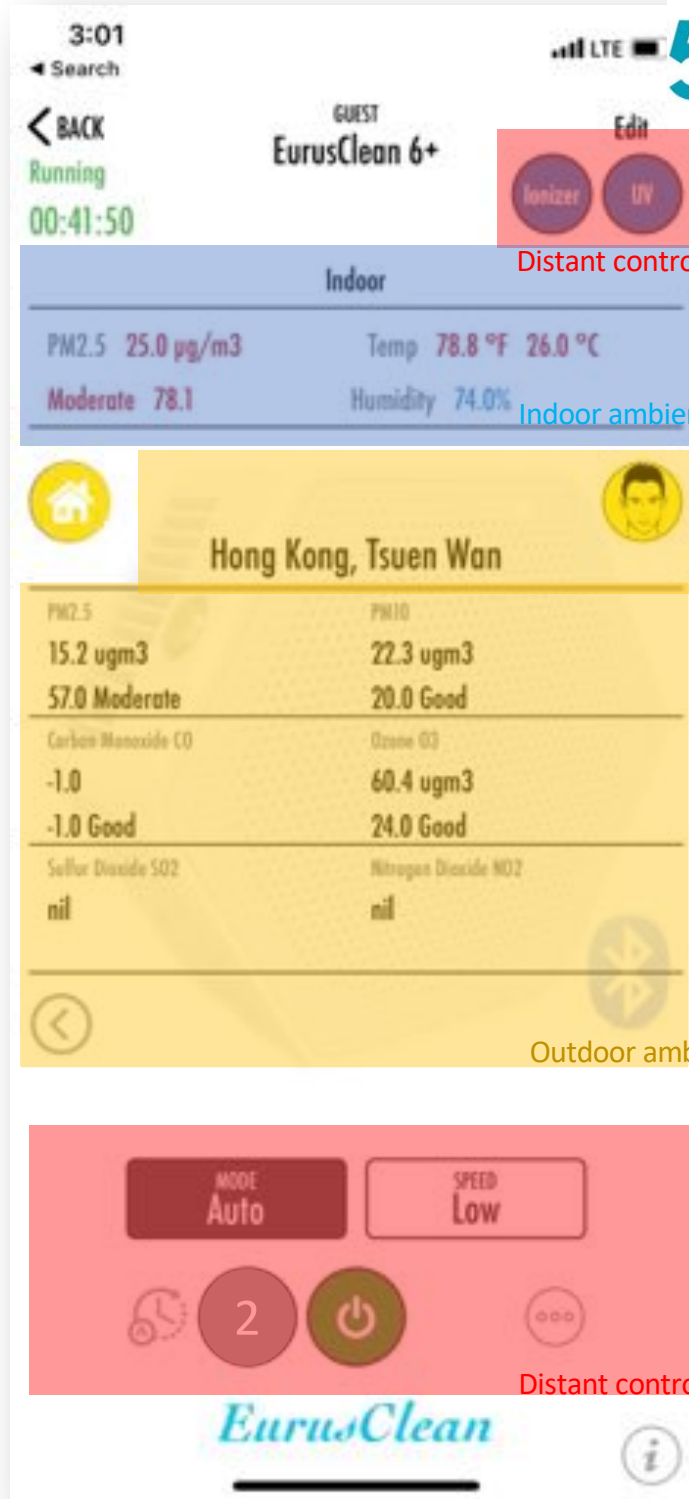 3:01
LTE
◄ Search
BACK
GUEST
Edit
EurusClean 6+
Running
Ionizer UV
00:41:50
Distant contro
Indoor
PM2.5 25.0 µg/m3 Temp 78.8 °F 26.0 °C
Moderate 78.1 Humidity 74.0%
Indoor ambie
Hong Kong, Tsuen Wan
PM2.5 PM10
15.2 ugm3 22.3 ugm3
57.0 Moderate 20.0 Good
Carbon Monoxide CO Ozone O3
-1.0 60.4 ugm3
-1.0 Good 24.0 Good
Sulfur Dioxide SO2 Nitrogen Dioxide NO2
nil nil
Outdoor amb
MODE SPEED
Auto Low
A 2
Distant contro
EurusClean
i